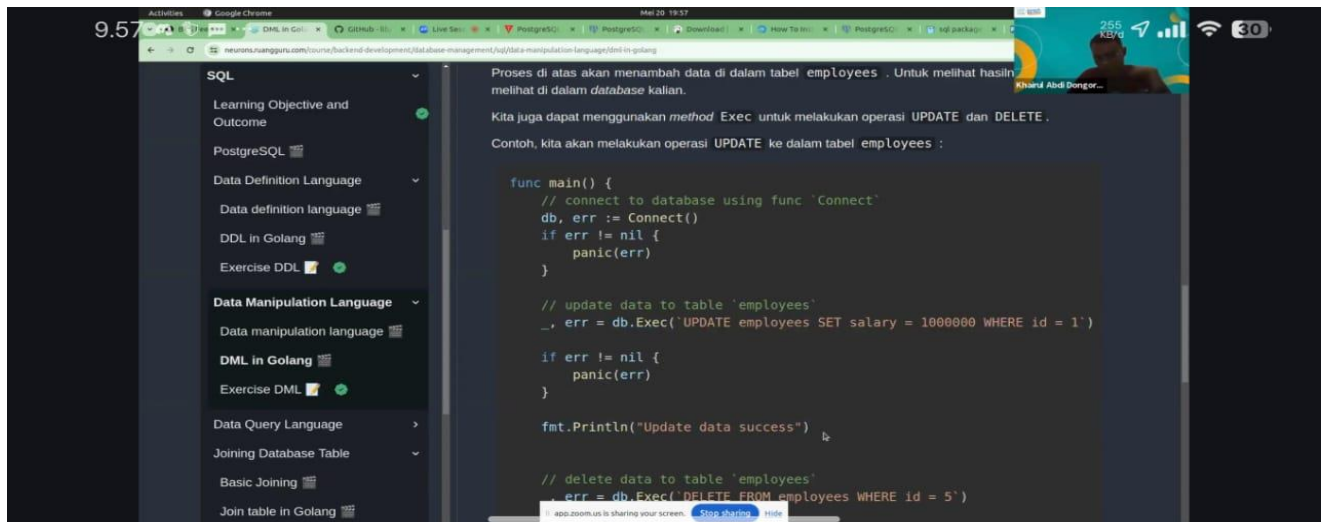 Activities
Google Chrome
Mei 20 19:57
9.57
255
KB/d
30
DML in Gol
GitHub
Live Ses
PostgreSQ
PostgreSQ
Download
How To Ins
PostgresQ
sql package
neurons.ruangguru.com/course/backend-development/database-management/sql/data-manipulation-language/dml-in-golang
Khairul Abdi Dongor...
SQL
Learning Objective and
Outcome
PostgreSQL
Data Definition Language
Data definition language
DDL in Golang
Exercise DDL
Data Manipulation Language
Data manipulation language
DML in Golang
Exercise DML
Data Query Language
Joining Database Table
Basic Joining
Join table in Golang
Proses di atas akan menambah data di dalam tabel employees . Untuk melihat hasiln
melihat di dalam database kalian.
Kita juga dapat menggunakan method Exec untuk melakukan operasi UPDATE dan DELETE .
Contoh, kita akan melakukan operasi UPDATE ke dalam tabel employees :
func main() {
// connect to database using func `Connect`
db, err := Connect()
if err != nil {
panic(err)
}
// update data to table `employees`
_, err = db.Exec(`UPDATE employees SET salary = 1000000 WHERE id = 1`)
if err != nil {
panic(err)
}
fmt.Println("Update data success")
// delete data to table `employees`
_, err = db.Exec(`DELETE FROM employees WHERE id = 5`)
app.zoom.us is sharing your screen.
Stop sharing
Hide